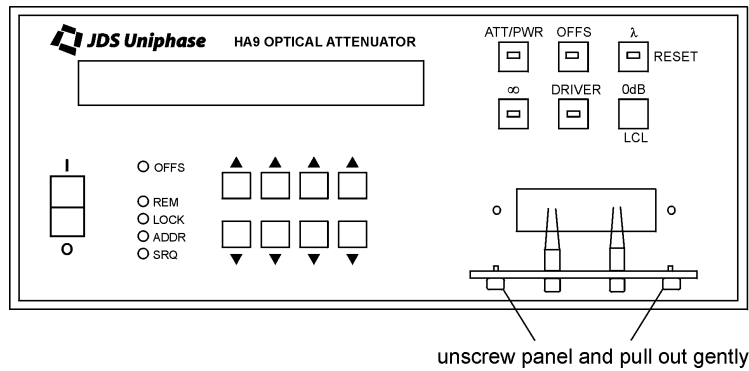 JDS Uniphase HA9 OPTICAL ATTENUATOR
ATT/PWR OFFS λ
RESET
∞ DRIVER 0dB
LCL
I
O
OFFS
REM
LOCK
ADDR
SRQ
unscrew panel and pull out gently